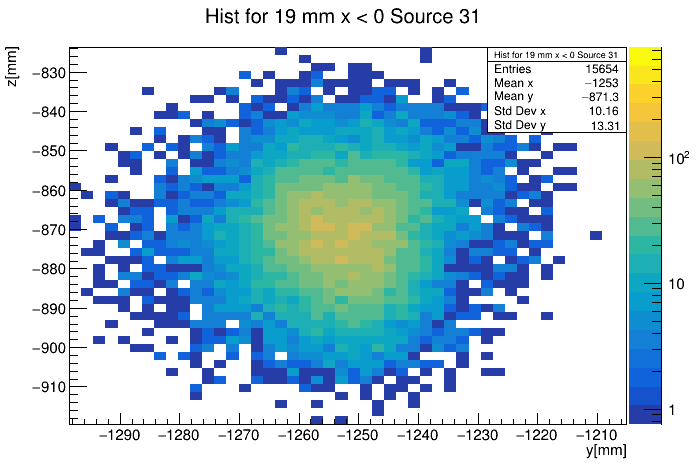 Hist for 19 mm x < 0 Source 31
z[mm]
Hist for 19 mm x < 0 Source 31
Entries 15654
Mean x −1253
Mean y −871.3
Std Dev x 10.16
Std Dev y 13.31
−830
−840
−850
−860
−870
−880
−890
−900
−910
10²
10
1
−1290 −1280 −1270 −1260 −1250 −1240 −1230 −1220 −1210
y[mm]